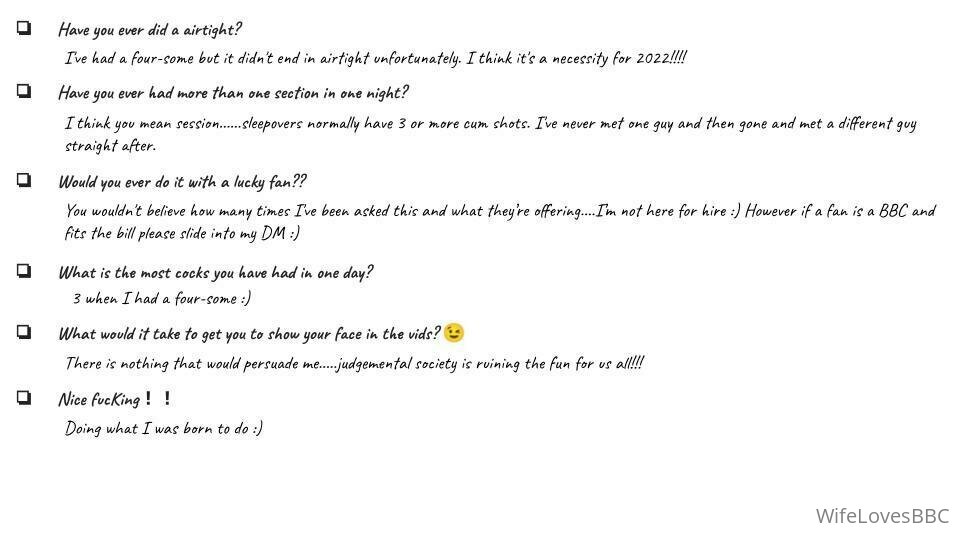 Have you ever did a airtight?
I've had a four-some but it didn't end in airtight unfortunately. I think it's a necessity for 2022!!!!
Have you ever had more than one section in one night?
I think you mean session......sleepovers normally have 3 or more cum shots. I've never met one guy and then gone and met a different guy
straight after.
Would you ever do it with a lucky fan??
You wouldn't believe how many times I've been asked this and what they're offering....I'm not here for hire :) However if a fan is a BBC and
fits the bill please slide into my DM :)
What is the most cocks you have had in one day?
3 when I had a four-some :)
What would it take to get you to show your face in the vids? 😉
There is nothing that would persuade me.....judgemental society is ruining the fun for us all!!!
Nice fucKing！！
Doing what I was born to do :)
WifeLovesBBC